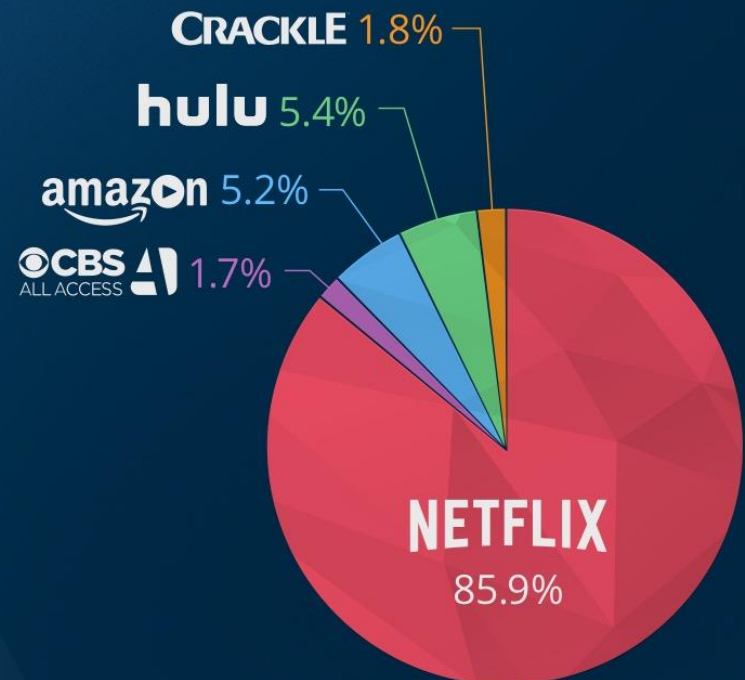 CRACKLE 1.8%
hulu 5.4%
amazon 5.2%
CBS
ALL ACCESS
1.7%
NETFLIX
85.9%